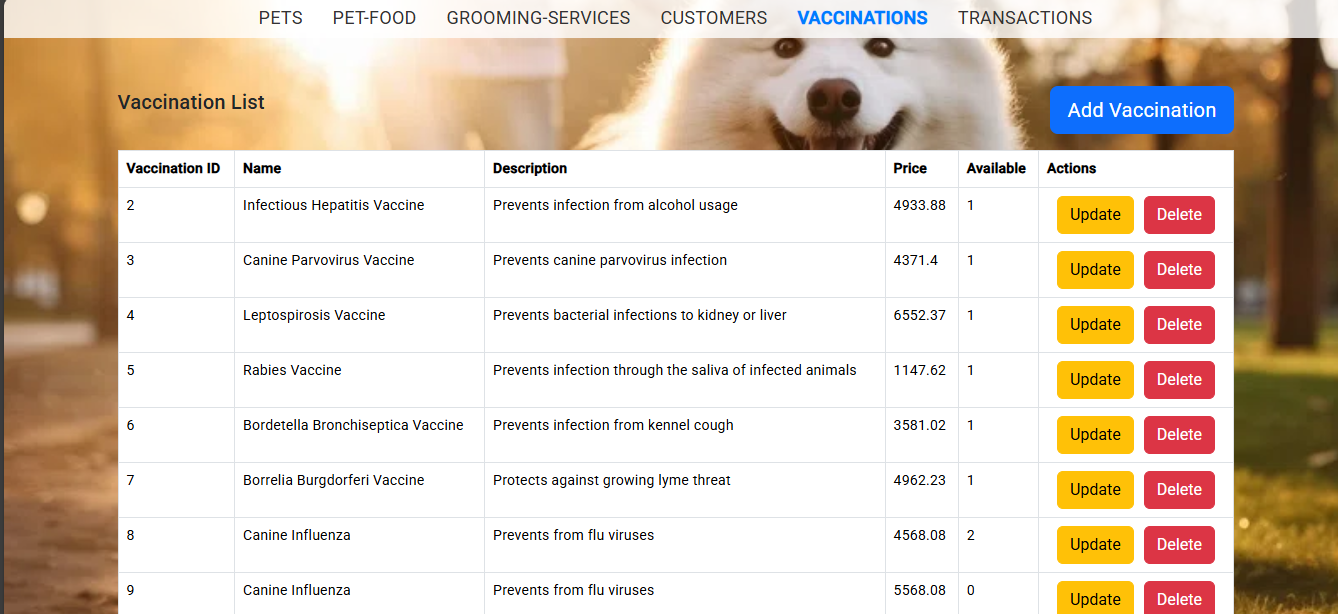 PETS PET-FOOD GROOMING-SERVICES CUSTOMERS VACCINATIONS TRANSACTIONS
Vaccination List
Add Vaccination
Vaccination ID Name Description Price Available Actions
2 Infectious Hepatitis Vaccine Prevents infection from alcohol usage 4933.88 1 Update Delete
3 Canine Parvovirus Vaccine Prevents canine parvovirus infection 4371.4 1 Update Delete
4 Leptospirosis Vaccine Prevents bacterial infections to kidney or liver 6552.37 1 Update Delete
5 Rabies Vaccine Prevents infection through the saliva of infected animals 1147.62 1 Update Delete
6 Bordetella Bronchiseptica Vaccine Prevents infection from kennel cough 3581.02 1 Update Delete
7 Borrelia Burgdorferi Vaccine Protects against growing lyme threat 4962.23 1 Update Delete
8 Canine Influenza Prevents from flu viruses 4568.08 2 Update Delete
9 Canine Influenza Prevents from flu viruses 5568.08 0 Update Delete